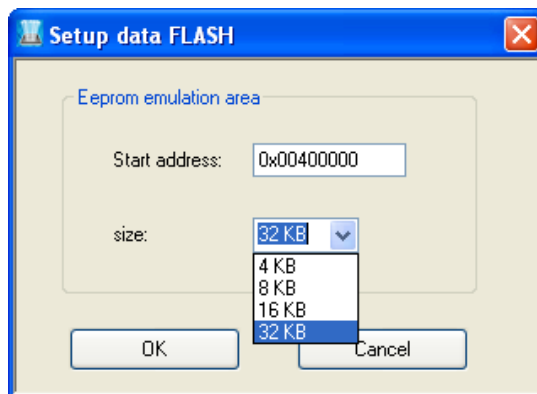 Setup data FLASH
Eeprom emulation area
Start address: 0x00400000
size: 32 KB
4 KB
8 KB
16 KB
32 KB
OK Cancel